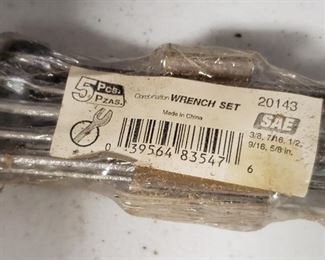 5 Pcs.
PZAS.
Combination WRENCH SET
Made in China
20143
SAE
3/8, 7/16, 1/2,
9/16, 5/8 in.
0 39564 83547 6